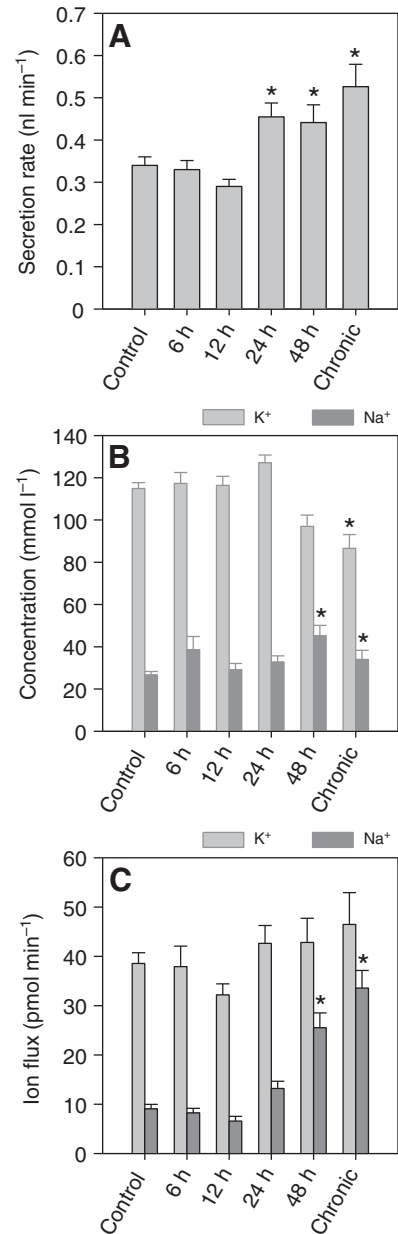 A
Secretion rate (nl min⁻¹)
0.7
0.6
0.5
0.4
0.3
0.2
0.1
0
* * *
Control 6 h 12 h 24 h 48 h Chronic
K⁺ Na⁺
B
Concentration (mmol l⁻¹)
140
120
100
80
60
40
20
0
*
* *
Control 6 h 12 h 24 h 48 h Chronic
K⁺ Na⁺
C
Ion flux (pmol min⁻¹)
60
50
40
30
20
10
0
* *
Control 6 h 12 h 24 h 48 h Chronic